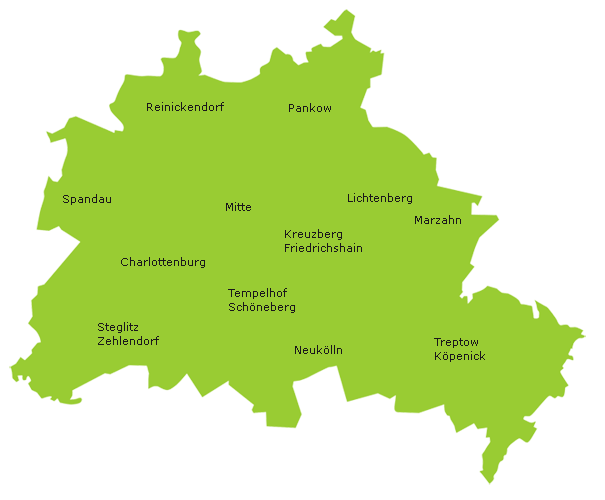 Reinickendorf
Pankow
Spandau
Mitte
Lichtenberg
Marzahn
Kreuzberg
Friedrichshain
Charlottenburg
Tempelhof
Schöneberg
Steglitz
Zehlendorf
Neukölln
Treptow
Köpenick